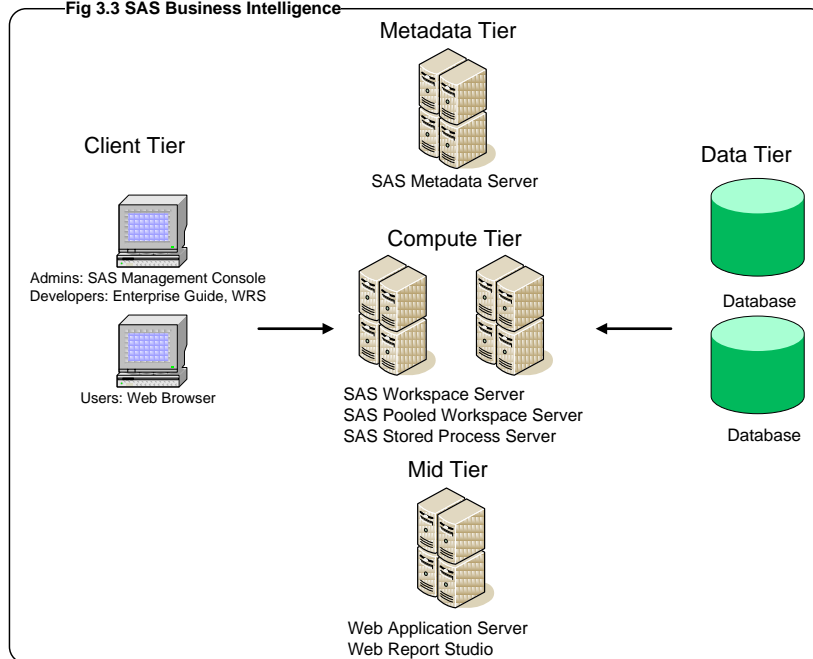 Fig 3.3 SAS Business Intelligence
Metadata Tier
SAS Metadata Server
Client Tier
Admins: SAS Management Console
Developers: Enterprise Guide, WRS
Users: Web Browser
Compute Tier
SAS Workspace Server
SAS Pooled Workspace Server
SAS Stored Process Server
Data Tier
Database
Database
Mid Tier
Web Application Server
Web Report Studio